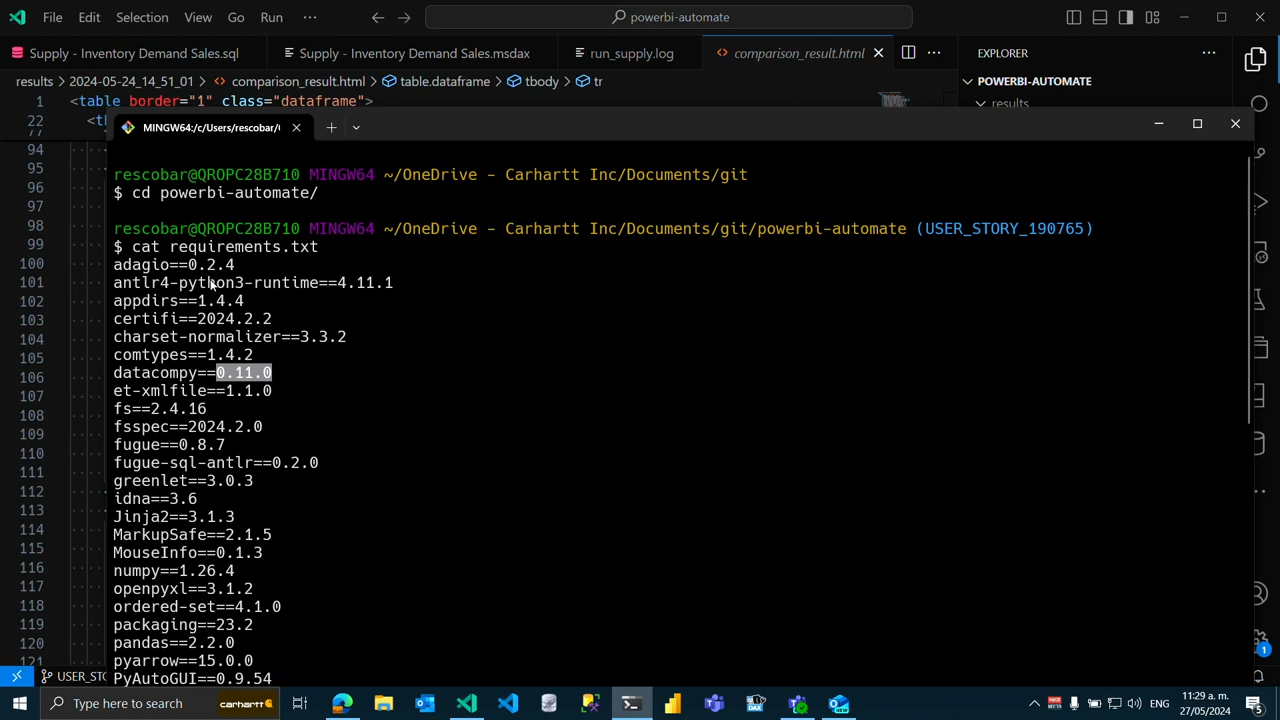 File Edit Selection View Go Run ··· powerbi-automate
Supply - Inventory Demand Sales.sql Supply - Inventory Demand Sales.msdax run_supply.log comparison_result.html EXPLORER
results > 2024-05-24_14_51_01 > comparison_result.html > table.dataframe > tbody > tr POWERBI-AUTOMATE
1 <table border="1" class="dataframe"> results
22 <th
MINGW64:/c/Users/rescobar/
94
95
96
97
98
99
100
101
102
103
104
105
106
107
108
109
110
111
112
113
114
115
116
117
118
119
120
121
rescobar@QROPC28B710 MINGW64 ~/OneDrive - Carhartt Inc/Documents/git
$ cd powerbi-automate/
rescobar@QROPC28B710 MINGW64 ~/OneDrive - Carhartt Inc/Documents/git/powerbi-automate (USER_STORY_190765)
$ cat requirements.txt
adagio==0.2.4
antlr4-python3-runtime==4.11.1
appdirs==1.4.4
certifi==2024.2.2
charset-normalizer==3.3.2
comtypes==1.4.2
datacompy==0.11.0
et-xmlfile==1.1.0
fs==2.4.16
fsspec==2024.2.0
fugue==0.8.7
fugue-sql-antlr==0.2.0
greenlet==3.0.3
idna==3.6
Jinja2==3.1.3
MarkupSafe==2.1.5
MouseInfo==0.1.3
numpy==1.26.4
openpyxl==3.1.2
ordered-set==4.1.0
packaging==23.2
pandas==2.2.0
pyarrow==15.0.0
PyAutoGUI==0.9.54
1
USER_STO
Type here to search carhartt ENG 11:29 a. m.
27/05/2024 5